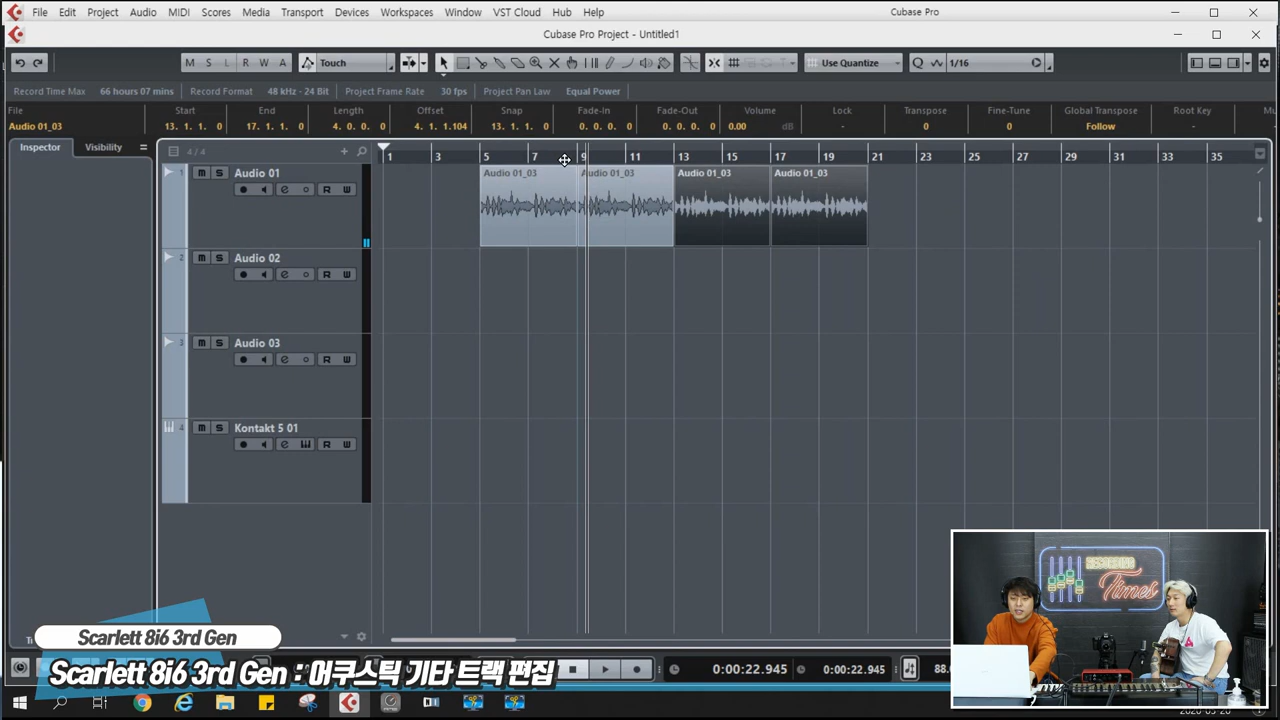 File Edit Project Audio MIDI Scores Media Transport Devices Workspaces Window VST Cloud Hub Help Cubase Pro
Cubase Pro Project - Untitled1
M S L R W A Touch Use Quantize Q 1/16
Record Time Max 66 hours 07 mins Record Format 48 kHz - 24 Bit Project Frame Rate 30 fps Project Pan Law Equal Power
File Start End Length Offset Snap Fade-In Fade-Out Volume Lock Transpose Fine-Tune Global Transpose Root Key
Audio 01_03 13. 1. 1. 0 17. 1. 1. 0 4. 0. 0. 0 4. 1. 1.104 13. 1. 1. 0 0. 0. 0. 0 0. 0. 0. 0 0.00 dB - 0 0 Follow -
Inspector Visibility 4/4 1 3 5 7 9 11 13 15 17 19 21 23 25 27 29 31 33 35
1 m s Audio 01 Audio 01_03 Audio 01_03 Audio 01_03 Audio 01_03
e R W
2 m s Audio 02
e R W
3 m s Audio 03
e R W
4 m s Kontakt 5 01
e R W
RECORDING
Times
Scarlett 8i6 3rd Gen
Scarlett 8i6 3rd Gen : 어쿠스틱 기타 트랙 편집
0:00:22.945 0:00:22.945